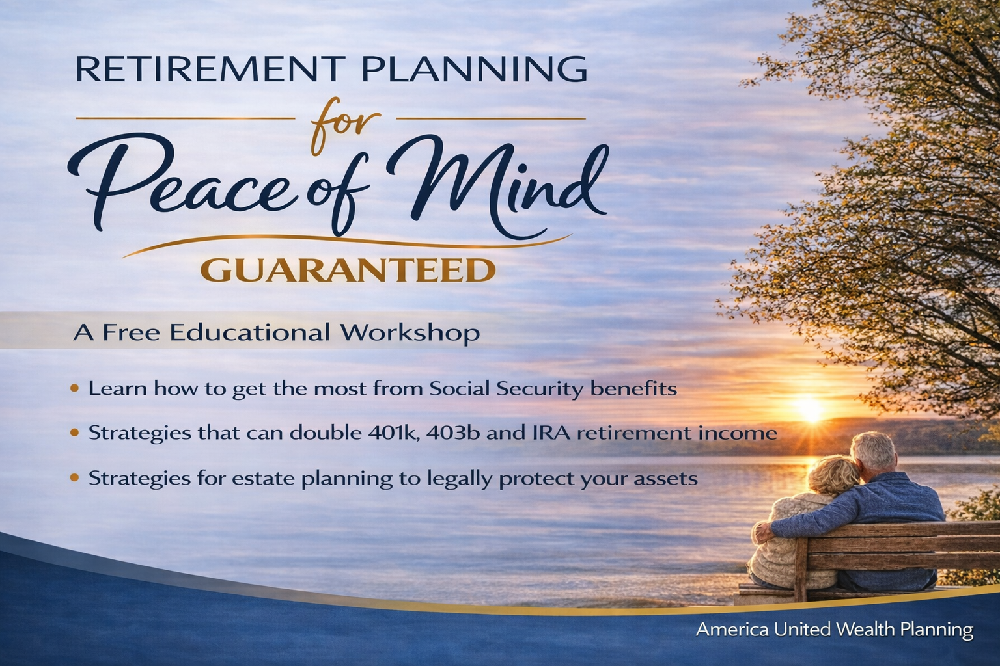 RETIREMENT PLANNING
for
Peace of Mind
GUARANTEED
A Free Educational Workshop
• Learn how to get the most from Social Security benefits
• Strategies that can double 401k, 403b and IRA retirement income
• Strategies for estate planning to legally protect your assets
America United Wealth Planning